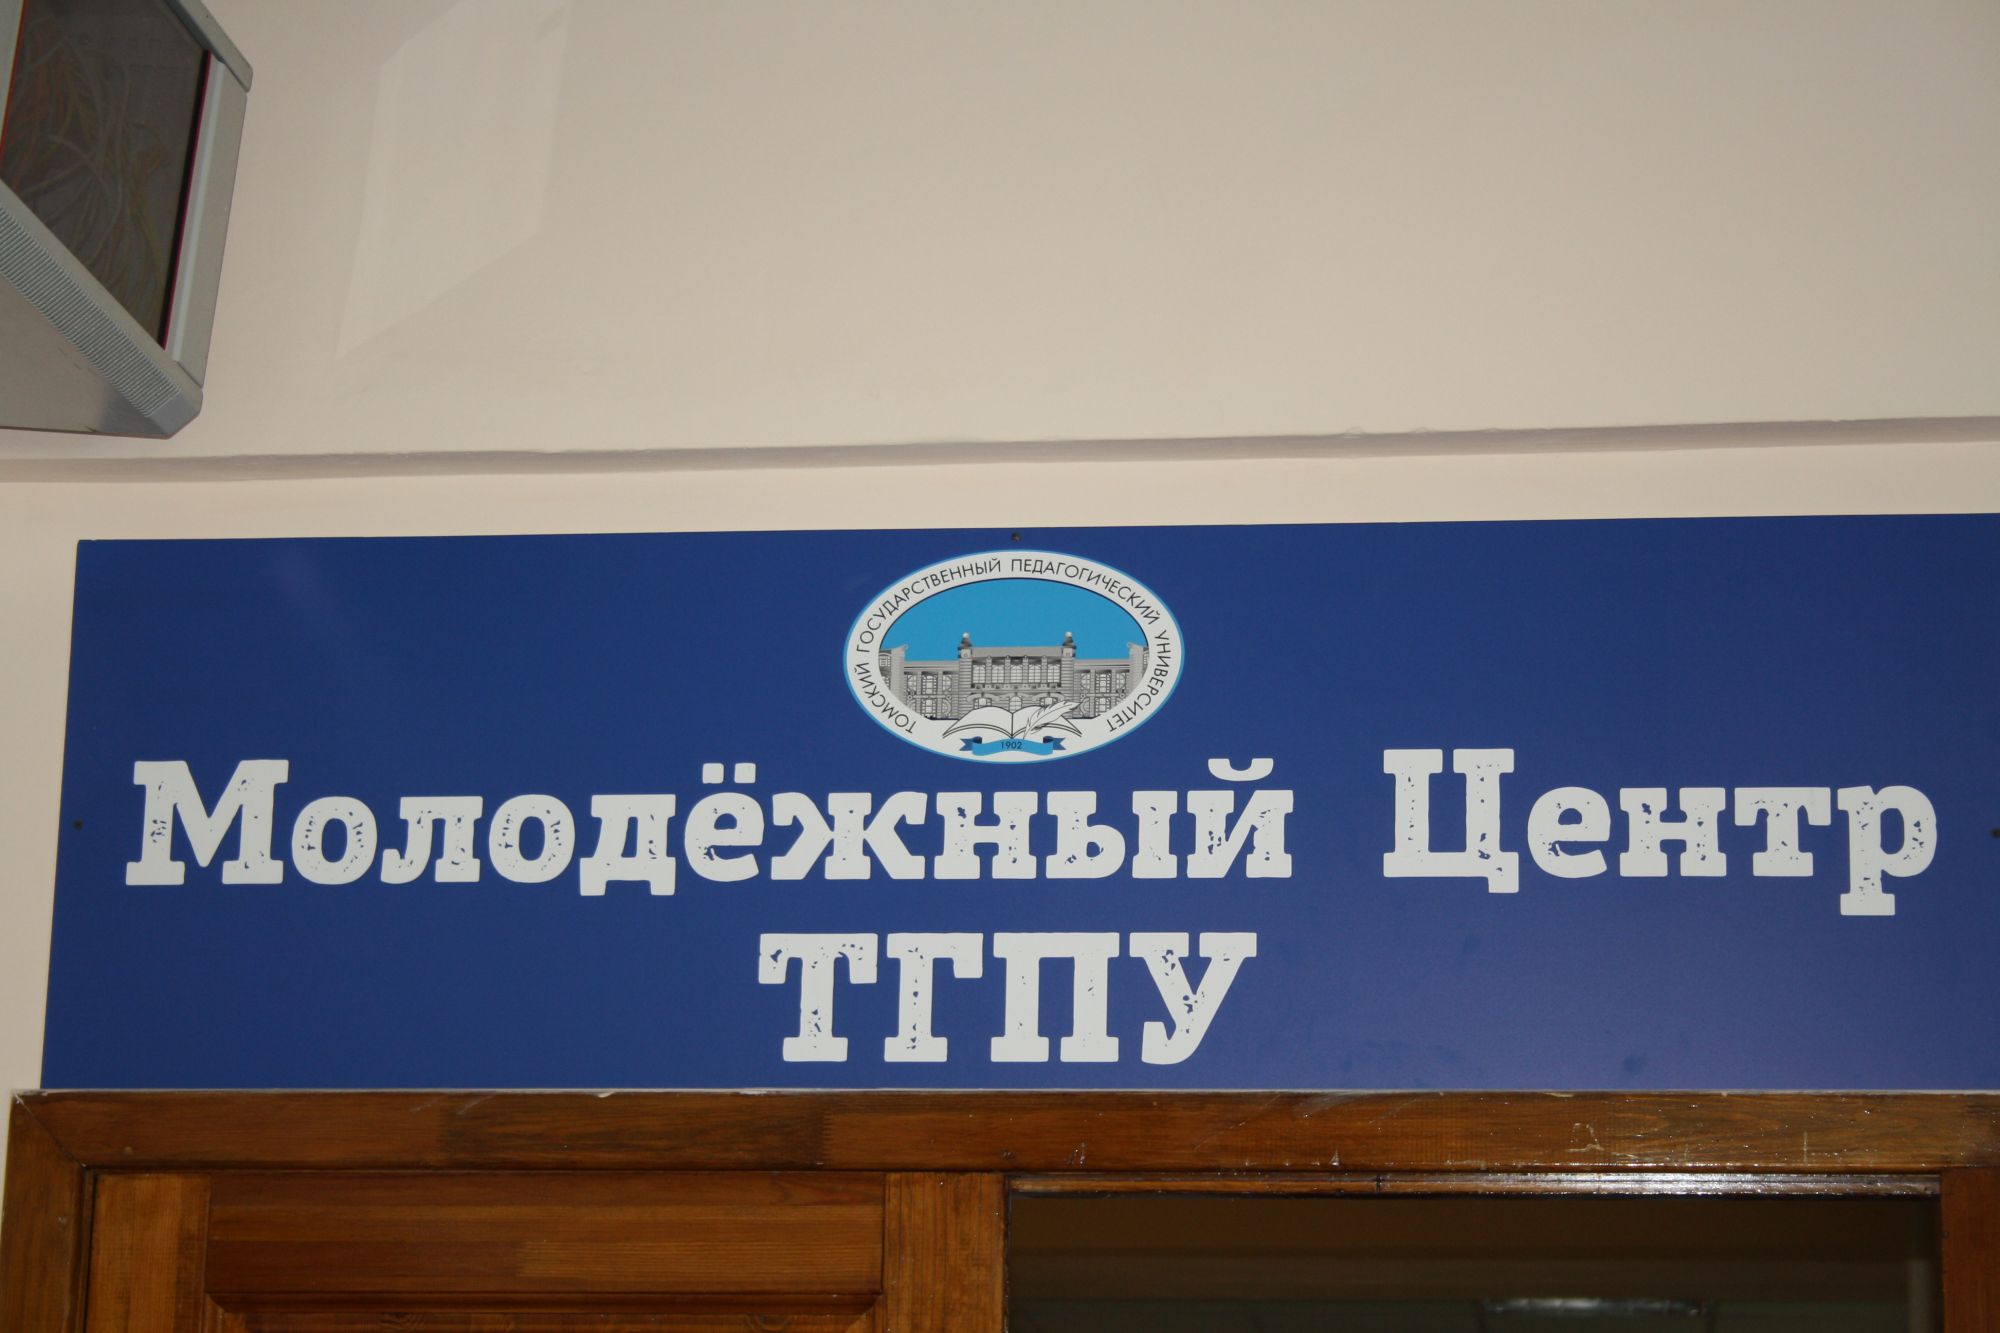 ТОМСКИЙ ГОСУДАРСТВЕННЫЙ ПЕДАГОГИЧЕСКИЙ УНИВЕРСИТЕТ
1902
Молодёжный Центр
ТГПУ